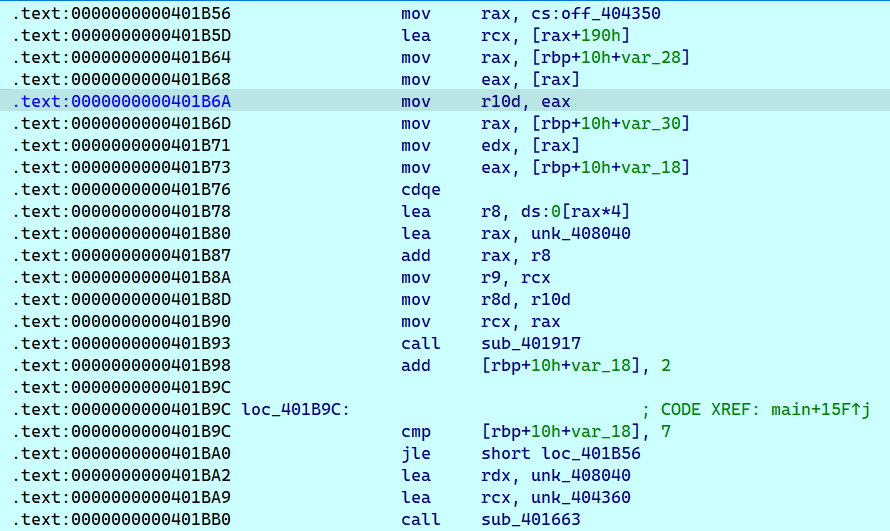 .text:0000000000401B56 mov rax, cs:off_404350
.text:0000000000401B5D lea rcx, [rax+190h]
.text:0000000000401B64 mov rax, [rbp+10h+var_28]
.text:0000000000401B68 mov eax, [rax]
.text:0000000000401B6A mov r10d, eax
.text:0000000000401B6D mov rax, [rbp+10h+var_30]
.text:0000000000401B71 mov edx, [rax]
.text:0000000000401B73 mov eax, [rbp+10h+var_18]
.text:0000000000401B76 cdqe
.text:0000000000401B78 lea r8, ds:0[rax*4]
.text:0000000000401B80 lea rax, unk_408040
.text:0000000000401B87 add rax, r8
.text:0000000000401B8A mov r9, rcx
.text:0000000000401B8D mov r8d, r10d
.text:0000000000401B90 mov rcx, rax
.text:0000000000401B93 call sub_401917
.text:0000000000401B98 add [rbp+10h+var_18], 2
.text:0000000000401B9C
.text:0000000000401B9C loc_401B9C: ; CODE XREF: main+15F↑j
.text:0000000000401B9C cmp [rbp+10h+var_18], 7
.text:0000000000401BA0 jle short loc_401B56
.text:0000000000401BA2 lea rdx, unk_408040
.text:0000000000401BA9 lea rcx, unk_404360
.text:0000000000401BB0 call sub_401663